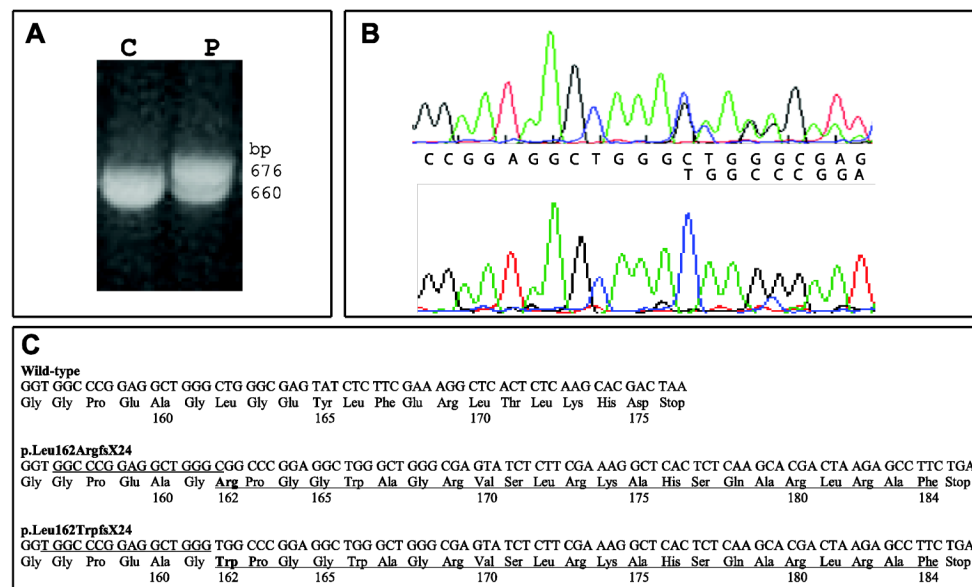 A
C P
bp
676
660
B
C C G G A G G C T G G G C T G G G C G A G
T G G C C C G G A
C
Wild-type
GGT GGC CCG GAG GCT GGG CTG GGC GAG TAT CTC TTC GAA AGG CTC ACT CTC AAG CAC GAC TAA
Gly Gly Pro Glu Ala Gly Leu Gly Glu Tyr Leu Phe Glu Arg Leu Thr Leu Lys His Asp Stop
160 165 170 175
p.Leu162ArgfsX24
GGT GGC CCG GAG GCT GGG CGG CCC GGA GGC TGG GCT GGG CGA GTA TCT CTT CGA AAG GCT CAC TCT CAA GCA CGA CTA AGA GCC TTC TGA
Gly Gly Pro Glu Ala Gly Arg Pro Gly Gly Trp Ala Gly Arg Val Ser Leu Arg Lys Ala His Ser Gln Ala Arg Leu Arg Ala Phe Stop
160 162 165 170 175 180 184
p.Leu162TrpfsX24
GGT GGC CCG GAG GCT GGG TGG CCC GGA GGC TGG GCT GGG CGA GTA TCT CTT CGA AAG GCT CAC TCT CAA GCA CGA CTA AGA GCC TTC TGA
Gly Gly Pro Glu Ala Gly Trp Pro Gly Gly Trp Ala Gly Arg Val Ser Leu Arg Lys Ala His Ser Gln Ala Arg Leu Arg Ala Phe Stop
160 162 165 170 175 180 184